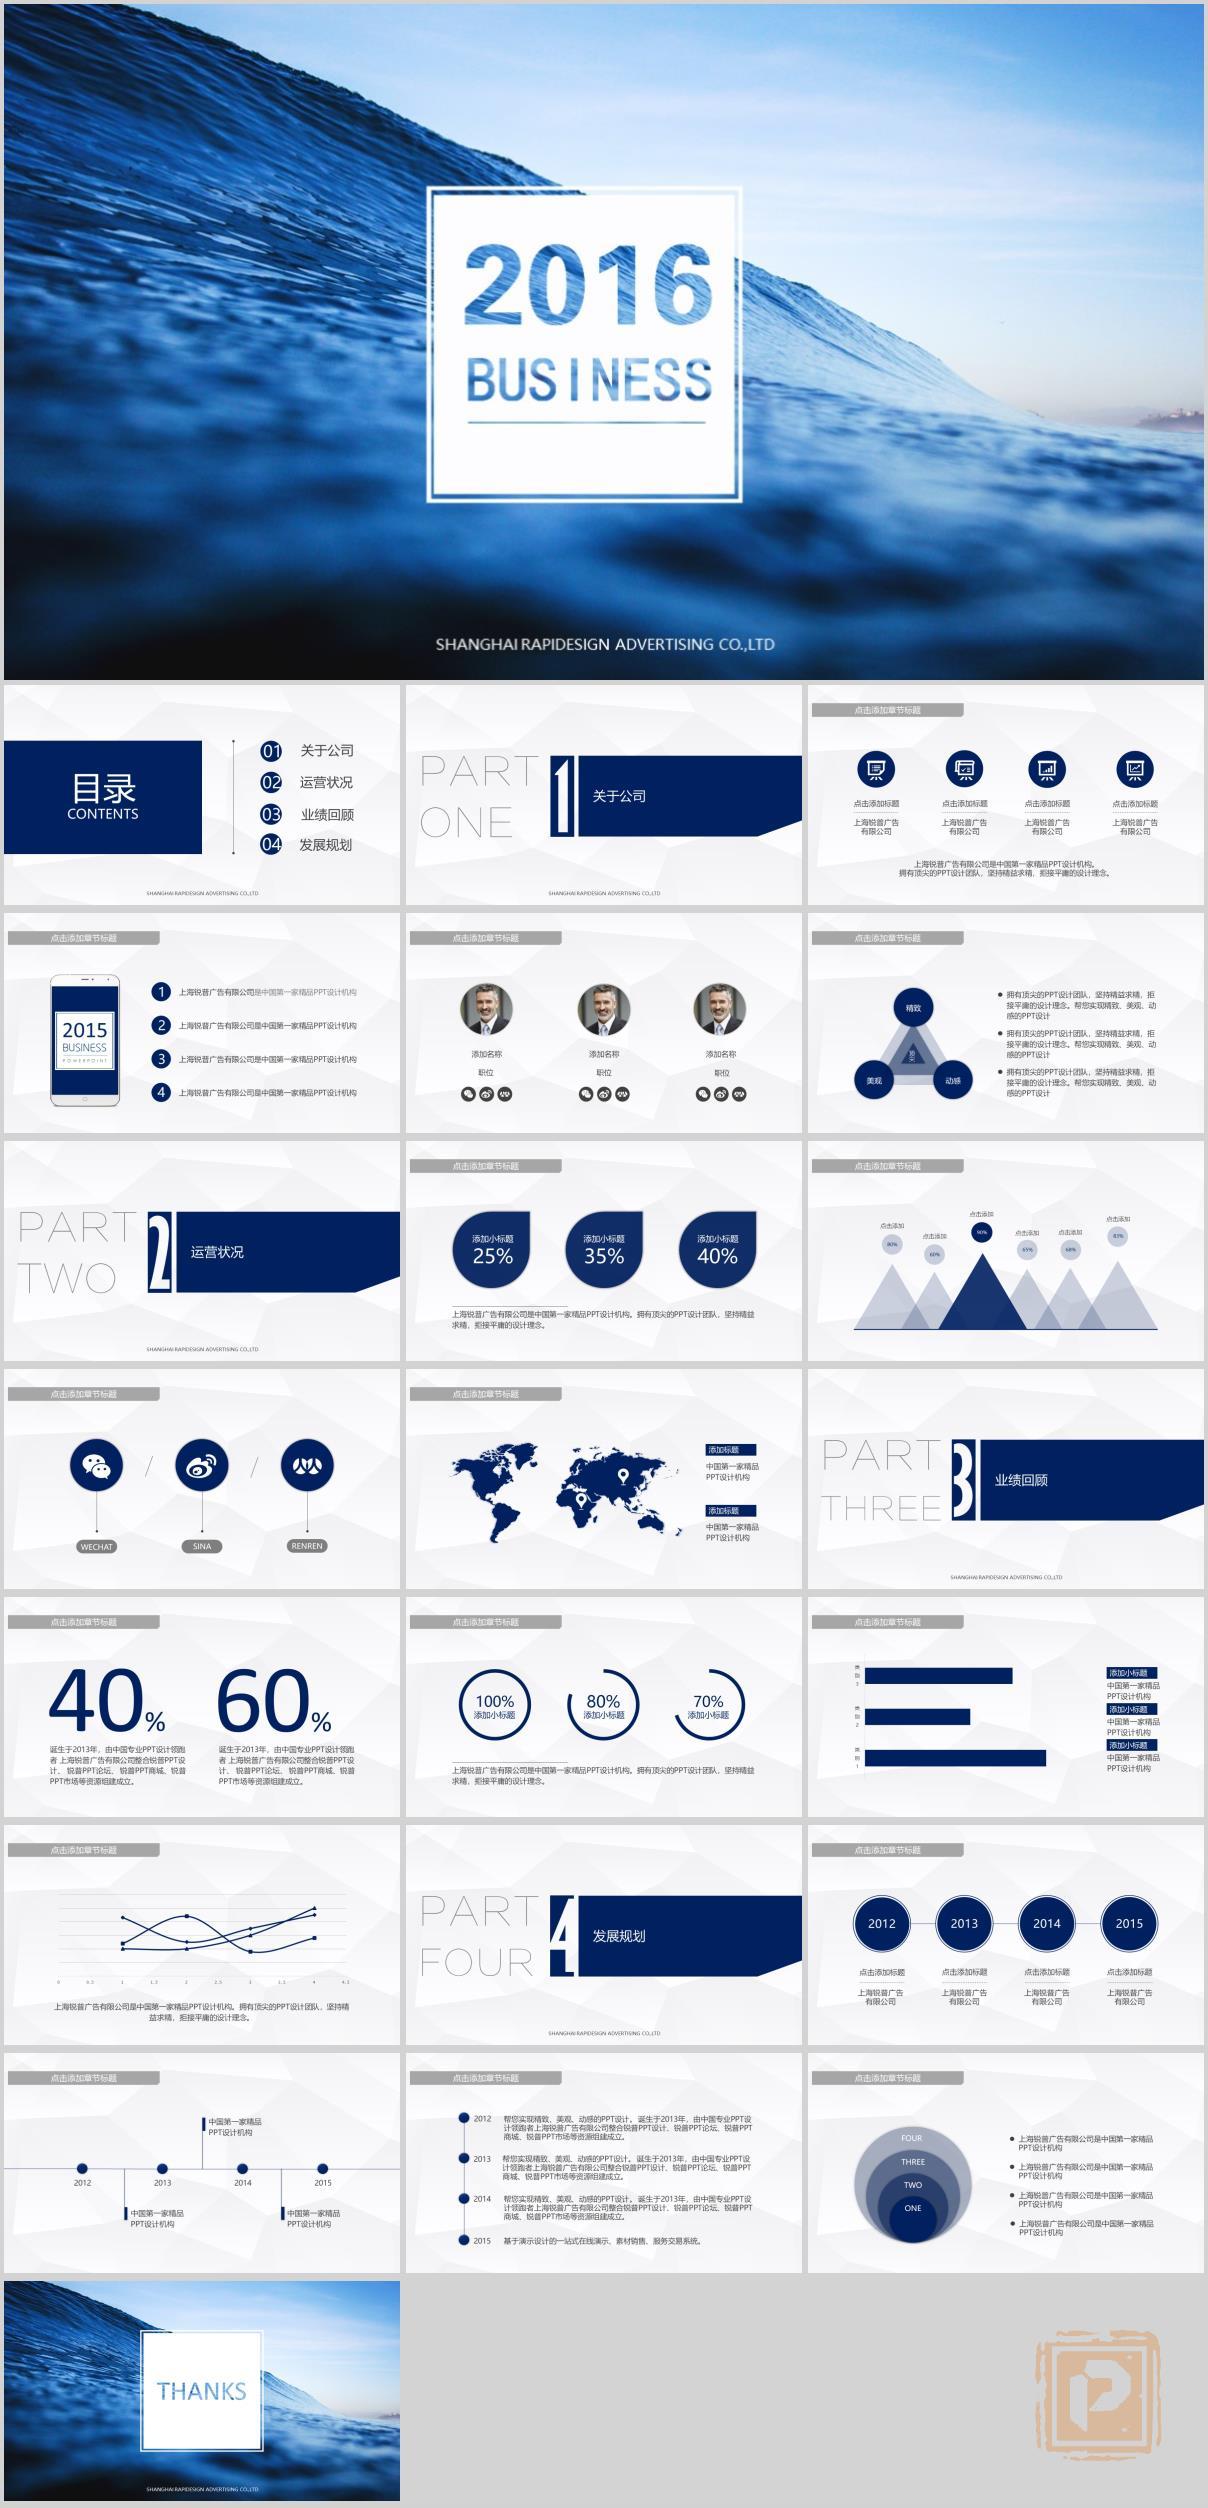 2016
BUSINESS
SHANGHAI RAPIDESIGN ADVERTISING CO.,LTD
目录
CONTENTS
01 关于公司
02 运营状况
03 业绩回顾
04 发展规划
SHANGHAI RAPIDESIGN ADVERTISING CO.,LTD
PART
ONE
1
关于公司
SHANGHAI RAPIDESIGN ADVERTISING CO.,LTD
点击添加章节标题
点击添加标题
上海锐普广告
有限公司
点击添加标题
上海锐普广告
有限公司
点击添加标题
上海锐普广告
有限公司
点击添加标题
上海锐普广告
有限公司
上海锐普广告有限公司是中国第一家精品PPT设计机构。
拥有顶尖的PPT设计团队，坚持精益求精，拒接平庸的设计理念。
点击添加章节标题
2015
BUSINESS
POWERPOINT
1 上海锐普广告有限公司是中国第一家精品PPT设计机构
2 上海锐普广告有限公司是中国第一家精品PPT设计机构
3 上海锐普广告有限公司是中国第一家精品PPT设计机构
4 上海锐普广告有限公司是中国第一家精品PPT设计机构
点击添加章节标题
添加名称
职位
添加名称
职位
添加名称
职位
点击添加章节标题
精致
美观
动感
拥有顶尖的PPT设计团队，坚持精益求精，拒
接平庸的设计理念。帮您实现精致、美观、动
感的PPT设计
拥有顶尖的PPT设计团队，坚持精益求精，拒
接平庸的设计理念。帮您实现精致、美观、动
感的PPT设计
拥有顶尖的PPT设计团队，坚持精益求精，拒
接平庸的设计理念。帮您实现精致、美观、动
感的PPT设计
PART
TWO
2
运营状况
SHANGHAI RAPIDESIGN ADVERTISING CO.,LTD
点击添加章节标题
添加小标题
25%
添加小标题
35%
添加小标题
40%
上海锐普广告有限公司是中国第一家精品PPT设计机构。拥有顶尖的PPT设计团队，坚持精益
求精，拒接平庸的设计理念。
点击添加章节标题
点击添加
80%
点击添加
60%
点击添加
90%
点击添加
65%
点击添加
68%
点击添加
83%
点击添加章节标题
WECHAT
SINA
RENREN
点击添加章节标题
添加标题
中国第一家精品
PPT设计机构
添加标题
中国第一家精品
PPT设计机构
PART
THREE
3
业绩回顾
SHANGHAI RAPIDESIGN ADVERTISING CO.,LTD
点击添加章节标题
40%
诞生于2013年，由中国专业PPT设计领跑
者 上海锐普广告有限公司整合锐普PPT设
计、 锐普PPT论坛、 锐普PPT商城、锐普
PPT市场等资源组建成立。
60%
诞生于2013年，由中国专业PPT设计领跑
者 上海锐普广告有限公司整合锐普PPT设
计、 锐普PPT论坛、 锐普PPT商城、锐普
PPT市场等资源组建成立。
点击添加章节标题
100%
添加小标题
80%
添加小标题
70%
添加小标题
上海锐普广告有限公司是中国第一家精品PPT设计机构。拥有顶尖的PPT设计团队，坚持精益
求精，拒接平庸的设计理念。
点击添加章节标题
类别3
类别2
类别1
添加小标题
中国第一家精品
PPT设计机构
添加小标题
中国第一家精品
PPT设计机构
添加小标题
中国第一家精品
PPT设计机构
点击添加章节标题
0 0.5 1 1.5 2 2.5 3 3.5 4 4.5
上海锐普广告有限公司是中国第一家精品PPT设计机构。拥有顶尖的PPT设计团队，坚持精
益求精，拒接平庸的设计理念。
PART
FOUR
4
发展规划
SHANGHAI RAPIDESIGN ADVERTISING CO.,LTD
点击添加章节标题
2012
2013
2014
2015
点击添加标题
上海锐普广告
有限公司
点击添加标题
上海锐普广告
有限公司
点击添加标题
上海锐普广告
有限公司
点击添加标题
上海锐普广告
有限公司
点击添加章节标题
中国第一家精品
PPT设计机构
2012
2013
2014
2015
中国第一家精品
PPT设计机构
中国第一家精品
PPT设计机构
点击添加章节标题
2012 帮您实现精致、美观、动感的PPT设计。 诞生于2013年，由中国专业PPT设
计领跑者上海锐普广告有限公司整合锐普PPT设计、锐普PPT论坛、锐普PPT
商城、锐普PPT市场等资源组建成立。
2013 帮您实现精致、美观、动感的PPT设计。 诞生于2013年，由中国专业PPT设
计领跑者上海锐普广告有限公司整合锐普PPT设计、锐普PPT论坛、锐普PPT
商城、锐普PPT市场等资源组建成立。
2014 帮您实现精致、美观、动感的PPT设计。 诞生于2013年，由中国专业PPT设
计领跑者上海锐普广告有限公司整合锐普PPT设计、锐普PPT论坛、锐普PPT
商城、锐普PPT市场等资源组建成立。
2015 基于演示设计的一站式在线演示、素材销售、服务交易系统。
点击添加章节标题
FOUR
THREE
TWO
ONE
上海锐普广告有限公司是中国第一家精品
PPT设计机构
上海锐普广告有限公司是中国第一家精品
PPT设计机构
上海锐普广告有限公司是中国第一家精品
PPT设计机构
上海锐普广告有限公司是中国第一家精品
PPT设计机构
THANKS
SHANGHAI RAPIDESIGN ADVERTISING CO.,LTD
P